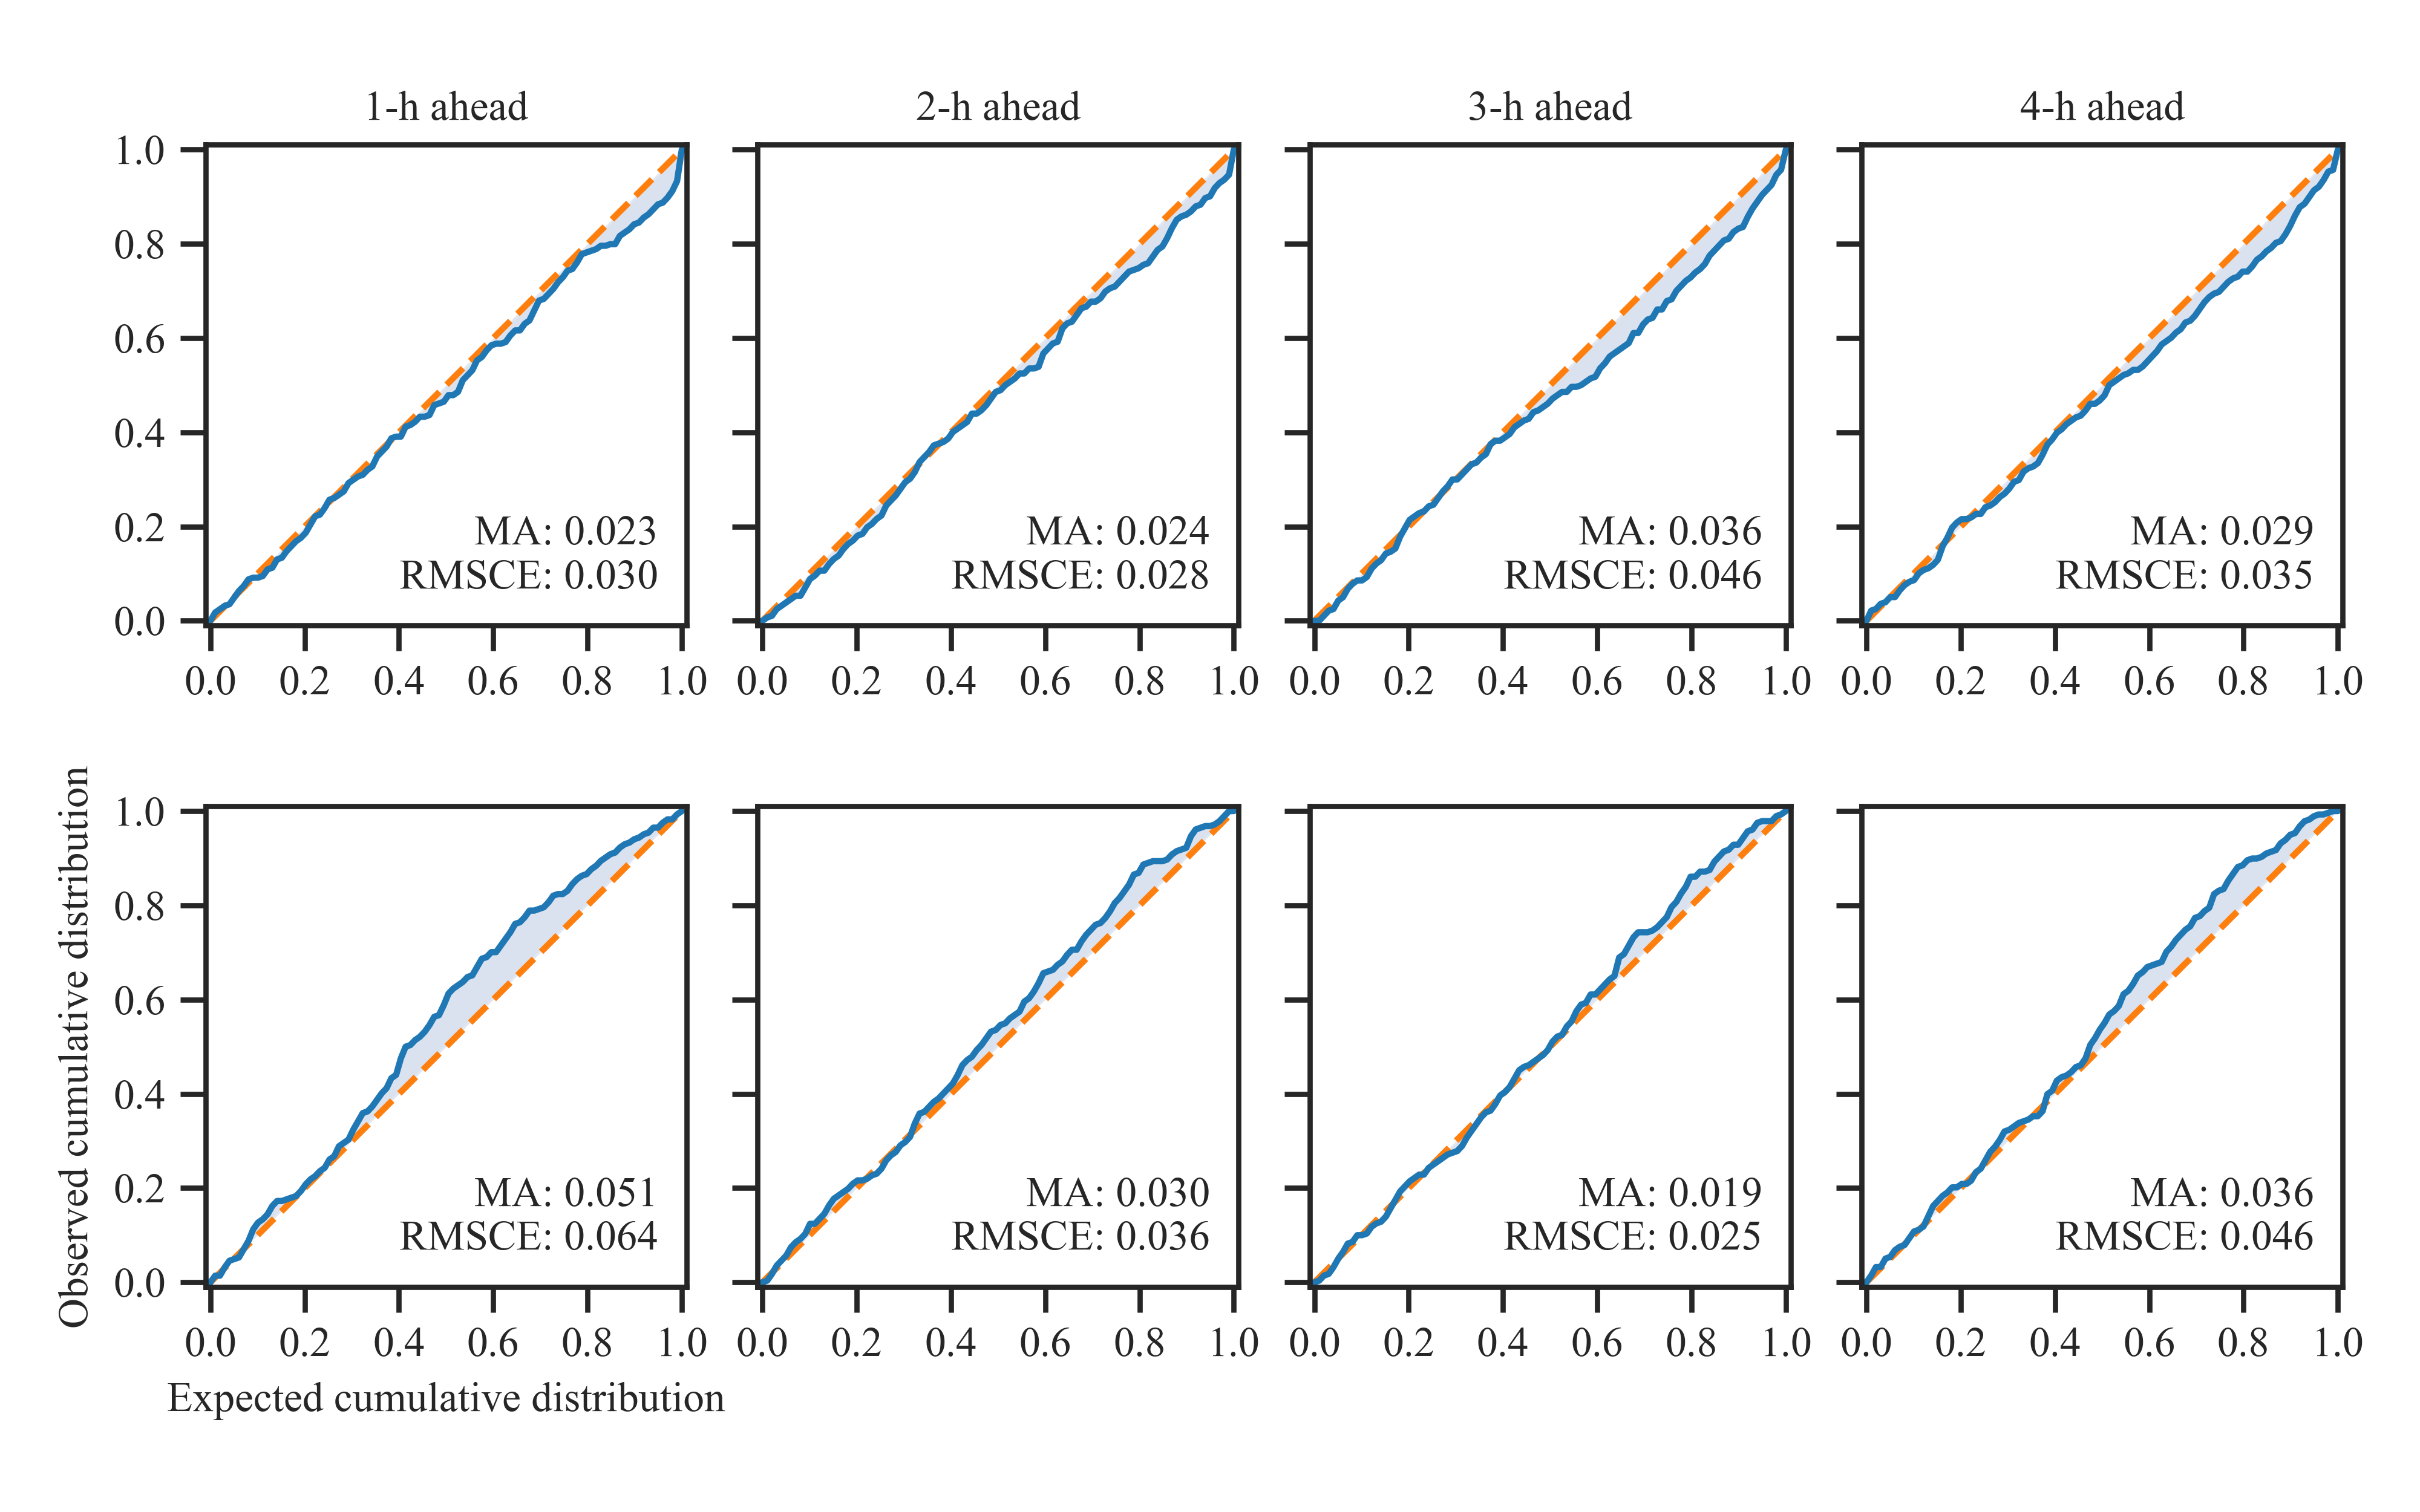 1-h ahead
2-h ahead
3-h ahead
4-h ahead
1.0
0.8
0.6
0.4
0.2
0.0
MA: 0.023
RMSCE: 0.030
MA: 0.024
RMSCE: 0.028
MA: 0.036
RMSCE: 0.046
MA: 0.029
RMSCE: 0.035
0.0 0.2 0.4 0.6 0.8 1.0
0.0 0.2 0.4 0.6 0.8 1.0
0.0 0.2 0.4 0.6 0.8 1.0
0.0 0.2 0.4 0.6 0.8 1.0
Observed cumulative distribution
1.0
0.8
0.6
0.4
0.2
0.0
MA: 0.051
RMSCE: 0.064
MA: 0.030
RMSCE: 0.036
MA: 0.019
RMSCE: 0.025
MA: 0.036
RMSCE: 0.046
0.0 0.2 0.4 0.6 0.8 1.0
0.0 0.2 0.4 0.6 0.8 1.0
0.0 0.2 0.4 0.6 0.8 1.0
0.0 0.2 0.4 0.6 0.8 1.0
Expected cumulative distribution